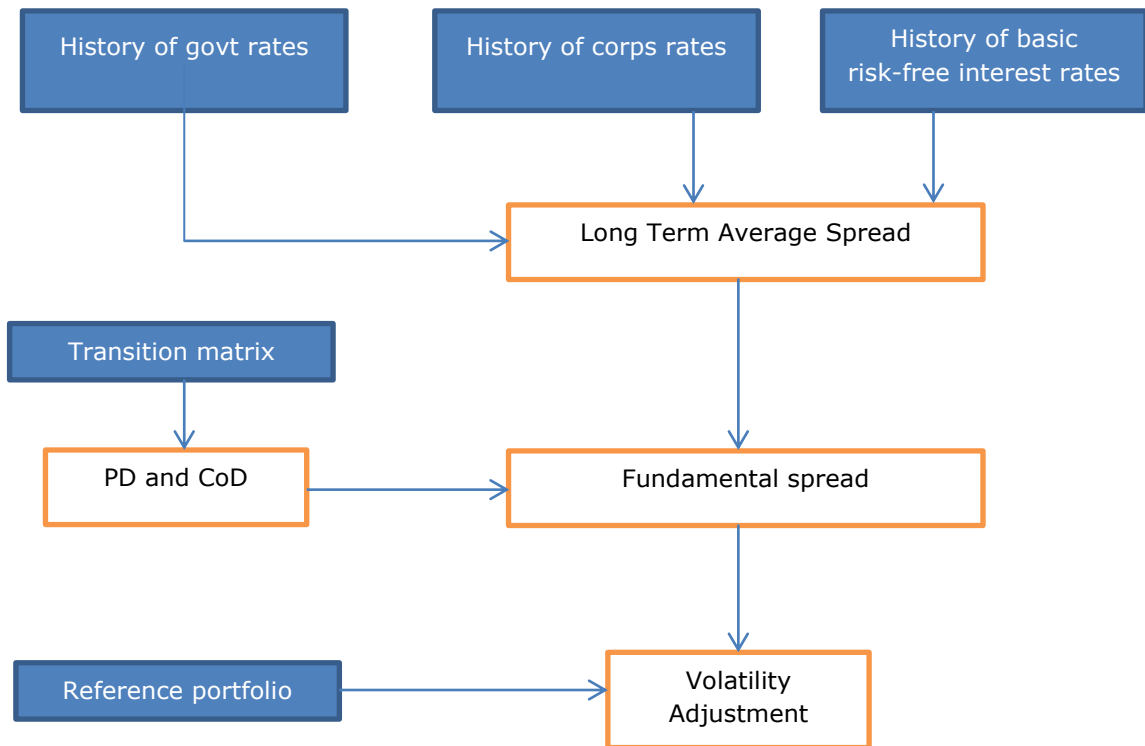 History of govt rates
History of corps rates
History of basic
risk-free interest rates
Long Term Average Spread
Transition matrix
PD and CoD
Fundamental spread
Reference portfolio
Volatility
Adjustment